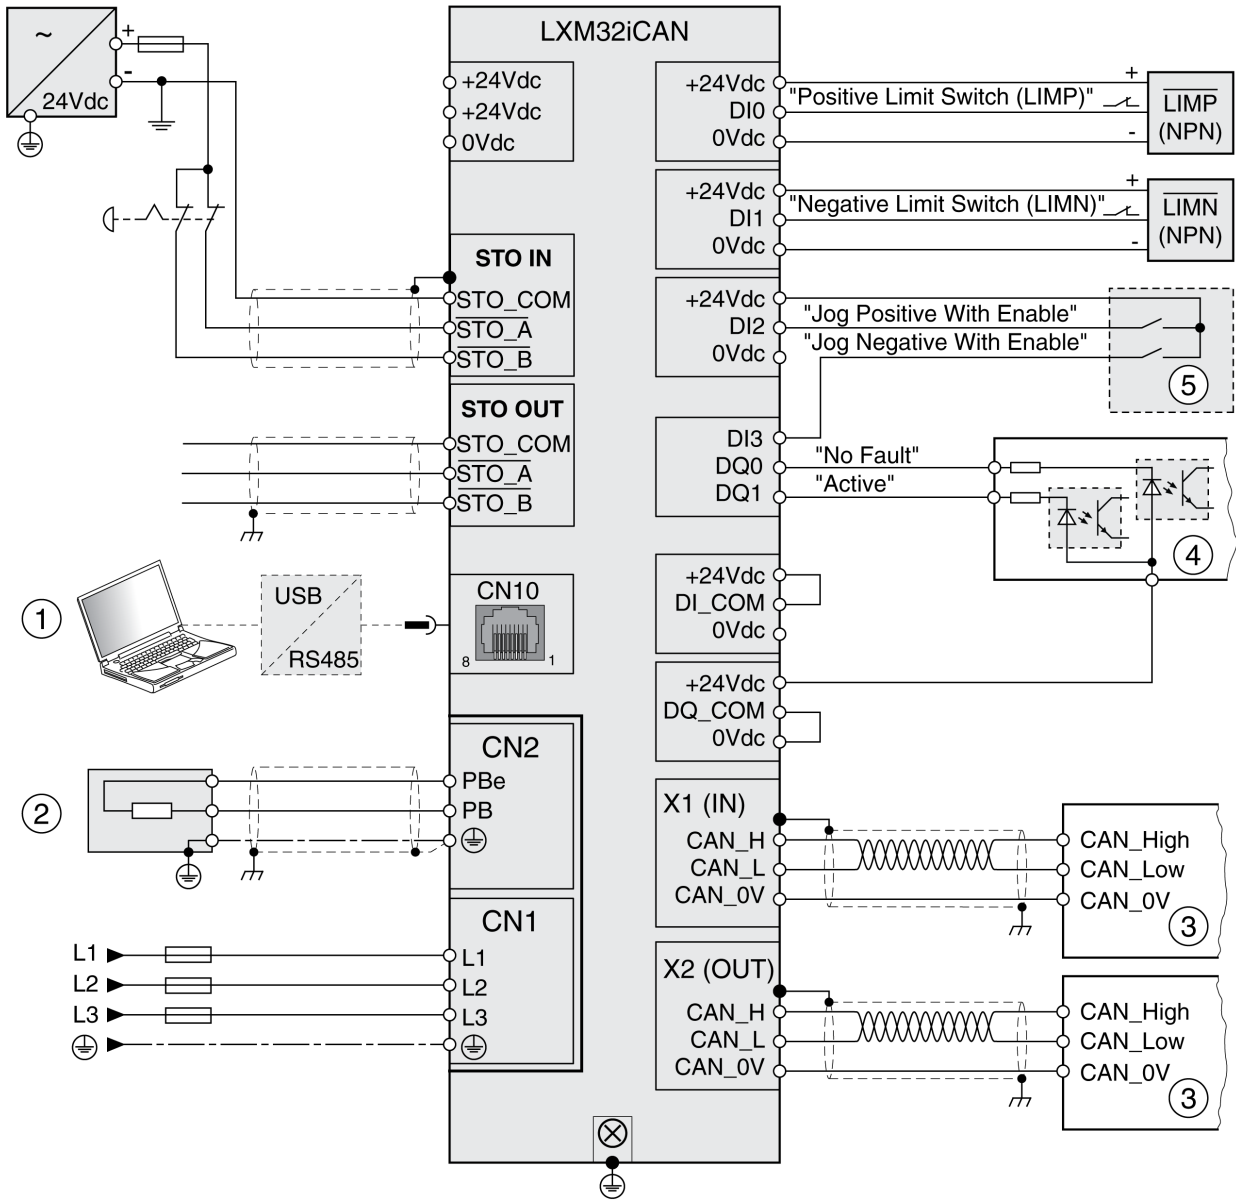 LXM32iCAN
~
+
-
24Vdc
+24Vdc
+24Vdc
0Vdc
STO IN
STO_COM
STO_A
STO_B
STO OUT
STO_COM
STO_A
STO_B
1
USB
RS485
CN10
8
1
2
CN2
PBe
PB
CN1
L1
L2
L3
L1
L2
L3
+24Vdc
DI0
0Vdc
"Positive Limit Switch (LIMP)"
+
-
LIMP
(NPN)
+24Vdc
DI1
0Vdc
"Negative Limit Switch (LIMN)"
+
-
LIMN
(NPN)
+24Vdc
DI2
0Vdc
"Jog Positive With Enable"
"Jog Negative With Enable"
5
DI3
DQ0
DQ1
"No Fault"
"Active"
4
+24Vdc
DI_COM
0Vdc
+24Vdc
DQ_COM
0Vdc
X1 (IN)
CAN_H
CAN_L
CAN_0V
CAN_High
CAN_Low
CAN_0V
3
X2 (OUT)
CAN_H
CAN_L
CAN_0V
CAN_High
CAN_Low
CAN_0V
3